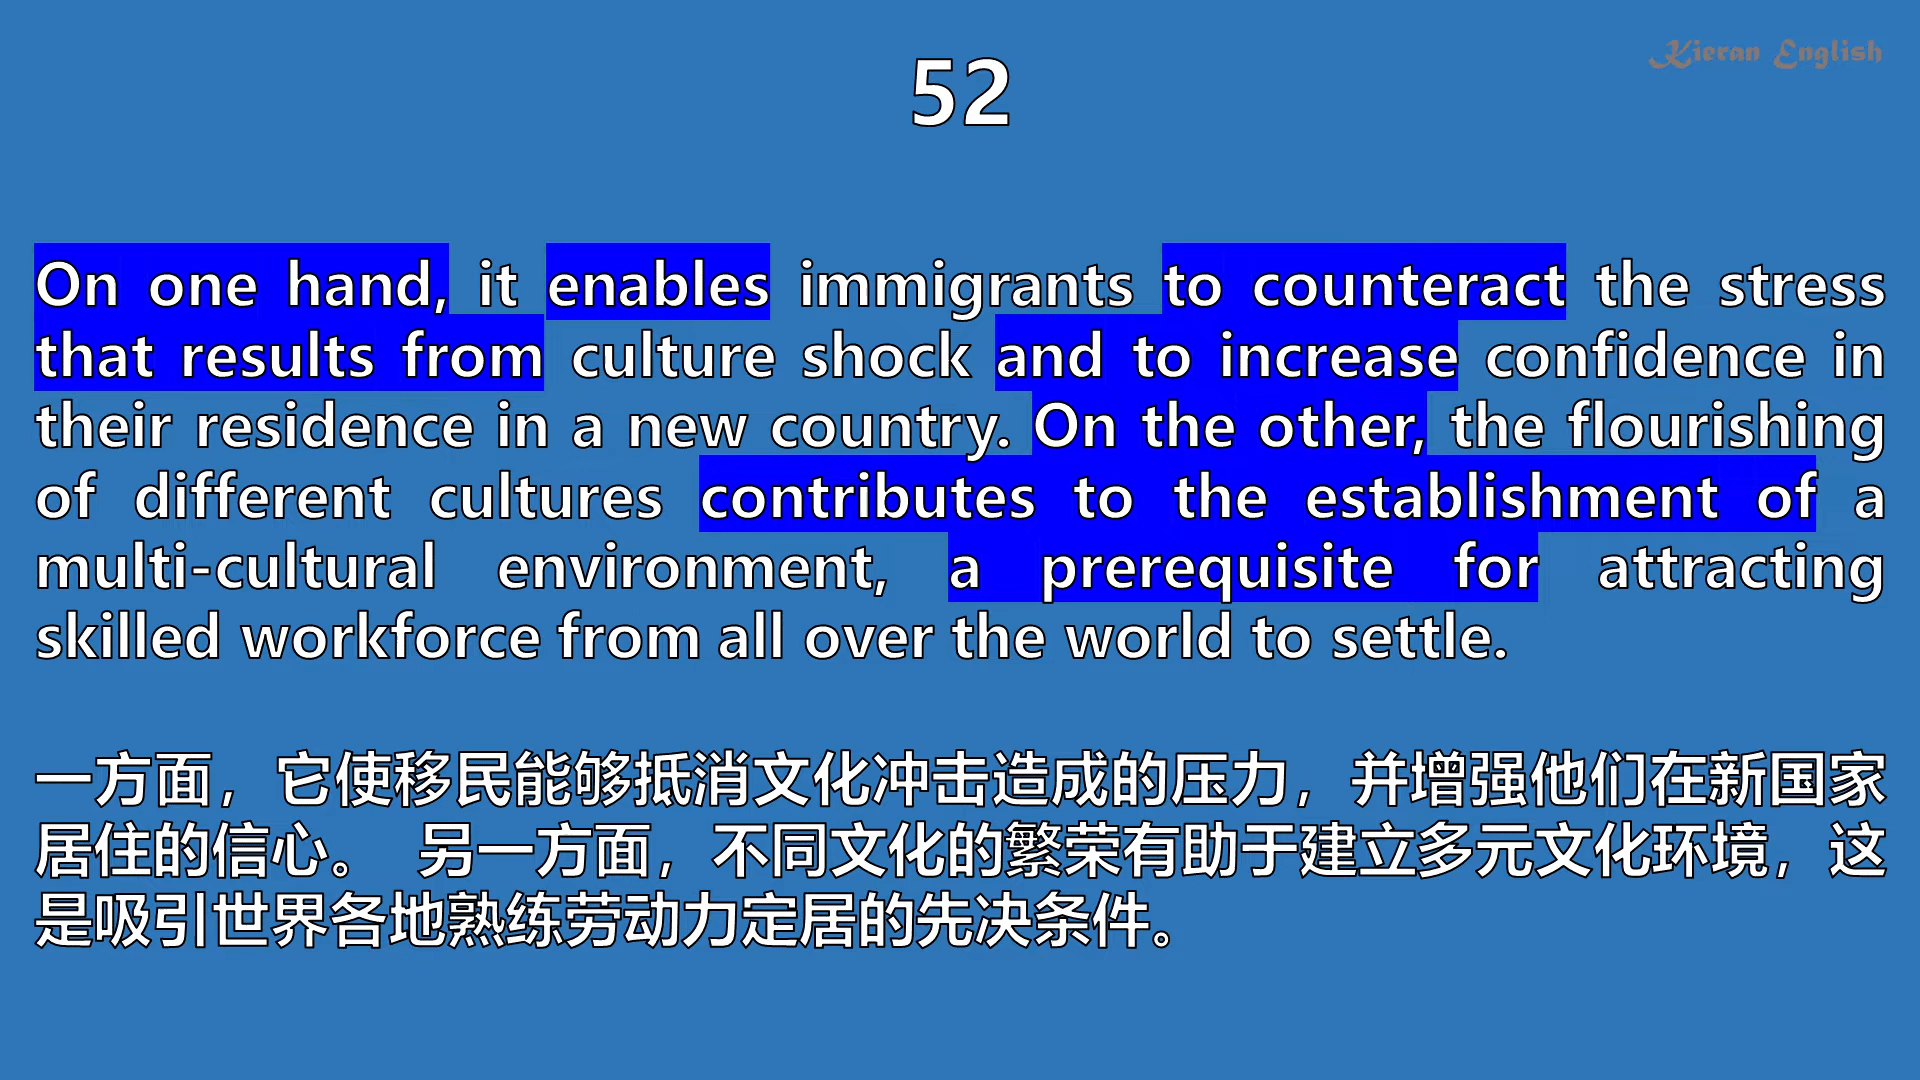 Kieran English
52
On one hand, it enables immigrants to counteract the stress
that results from culture shock and to increase confidence in
their residence in a new country. On the other, the flourishing
of different cultures contributes to the establishment of a
multi-cultural environment, a prerequisite for attracting
skilled workforce from all over the world to settle.
一方面，它使移民能够抵消文化冲击造成的压力，并增强他们在新国家
居住的信心。 另一方面，不同文化的繁荣有助于建立多元文化环境，这
是吸引世界各地熟练劳动力定居的先决条件。